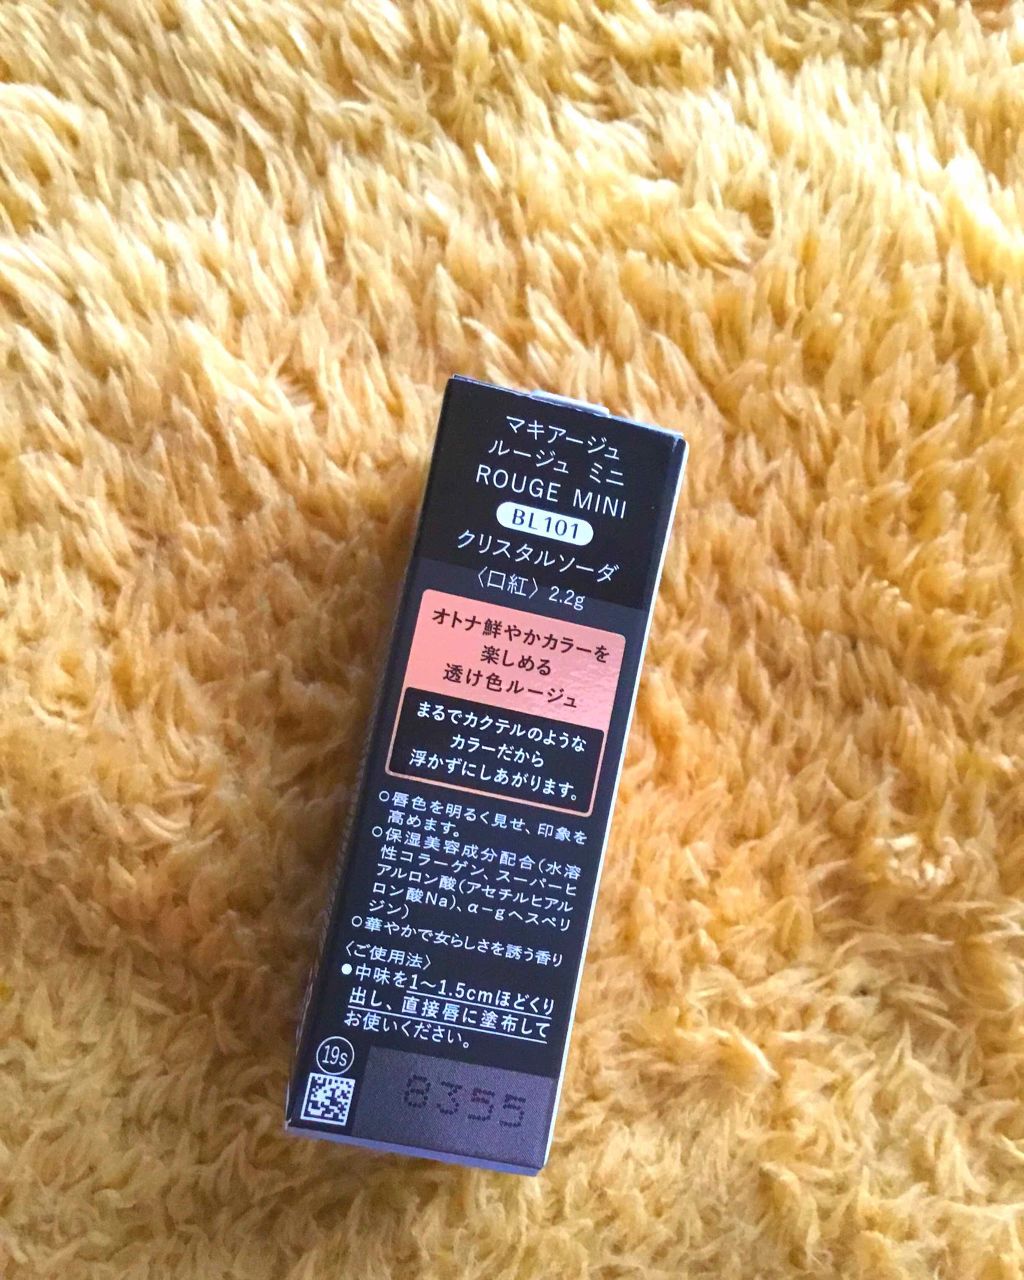 マキアージュ
ルージュ ミニ
ROUGE MINI
BL101
クリスタルソーダ
〈口紅〉2.2g
オトナ鮮やかカラーを
楽しめる
透け色ルージュ
まるでカクテルのような
カラーだから
浮かずにしあがります。
○唇色を明るく見せ、印象を
高めます。
○保湿美容成分配合(水溶
性コラーゲン、スーパーヒ
アルロン酸(アセチルヒアル
ロン酸Na)、α-gヘスペリ
ジン)
○華やかで女らしさを誘う香り
〈ご使用法〉
●中味を1～1.5cmほどくり
出し、直接唇に塗布して
お使いください。
19s
8355